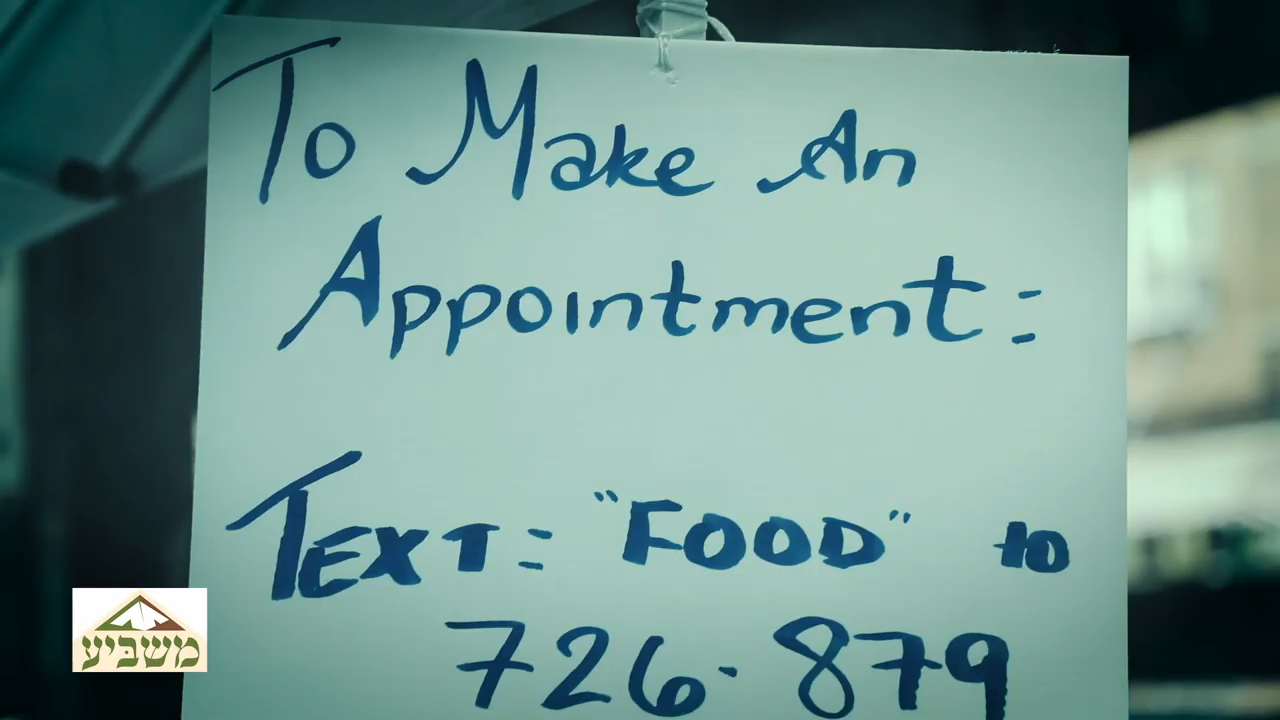 To Make An
Appointment:
TEXT: "FOOD" to
726-879
משביע